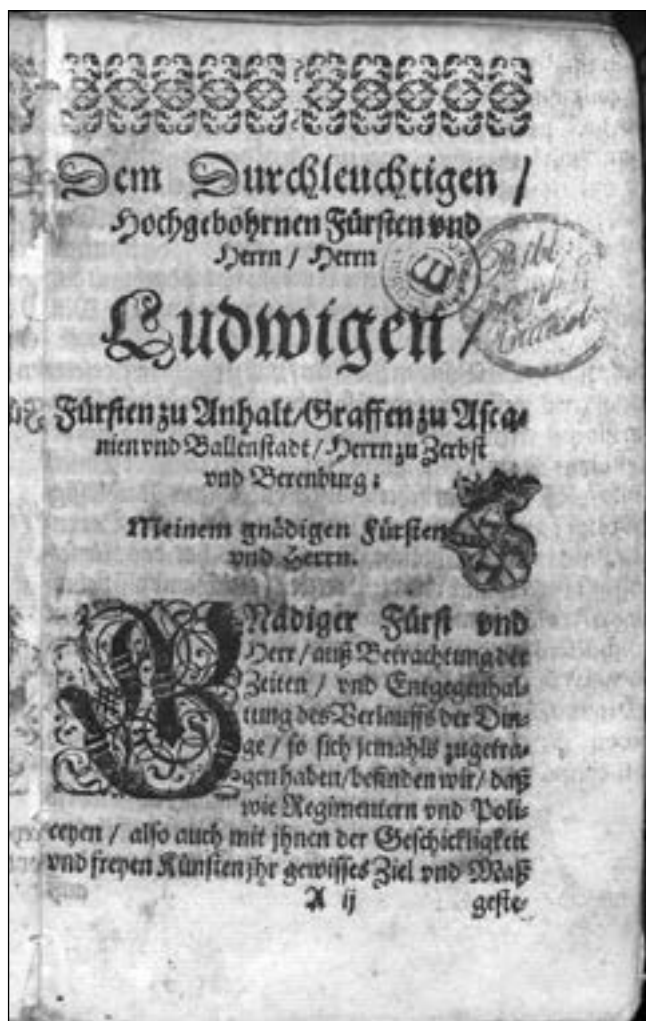 Dem Durchleuchtigen /
Hochgebohrnen Fürsten vnd
Herrn / Herrn
Ludwigen /
Fürsten zu Anhalt / Graffen zu Asca-
nien vnd Ballenstadt / Herrn zu Zerbst
vnd Berenburg:
Meinem gnädigen Fürsten
vnd Herrn.
GNädiger Fürst vnd
Herr / auß Betrachtung der
Zeiten / vnd Entgegenhal-
tung des Verlauffs der Din-
ge / so sich jemahls zugetra-
gen haben / befinden wir / daß
wie Regimentern vnd Poli-
ceyen / also auch mit jhnen der Geschickligkeit
vnd freyen Künsten jhr gewisses Ziel vnd Maß
A ij geste-